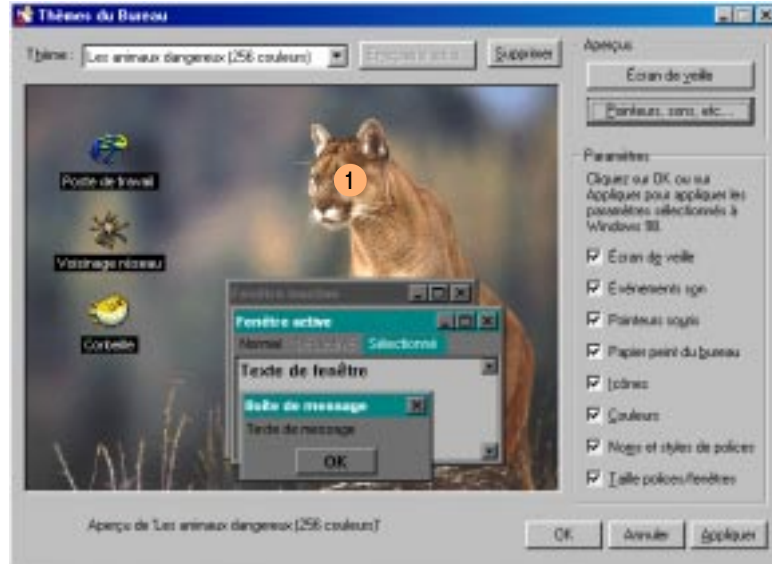 Thèmes du Bureau
Thème : Les animaux dangereux (256 couleurs)
Supprimer
Aperçus
Écran de veille
Pointeurs, sons, etc...
Poste de travail
Voisinage réseau
Corbeille
1
Fenêtre inactive
Fenêtre active
Normal
Sélectionné
Texte de fenêtre
Boîte de message
Texte de message
OK
Paramètres
Cliquez sur OK ou sur
Appliquer pour appliquer les
paramètres sélectionnés à
Windows 98.
Écran de veille
Événements son
Pointeurs souris
Papier peint du bureau
Icônes
Couleurs
Noms et styles de polices
Taille polices/fenêtres
Aperçu de 'Les animaux dangereux (256 couleurs)'
OK
Annuler
Appliquer